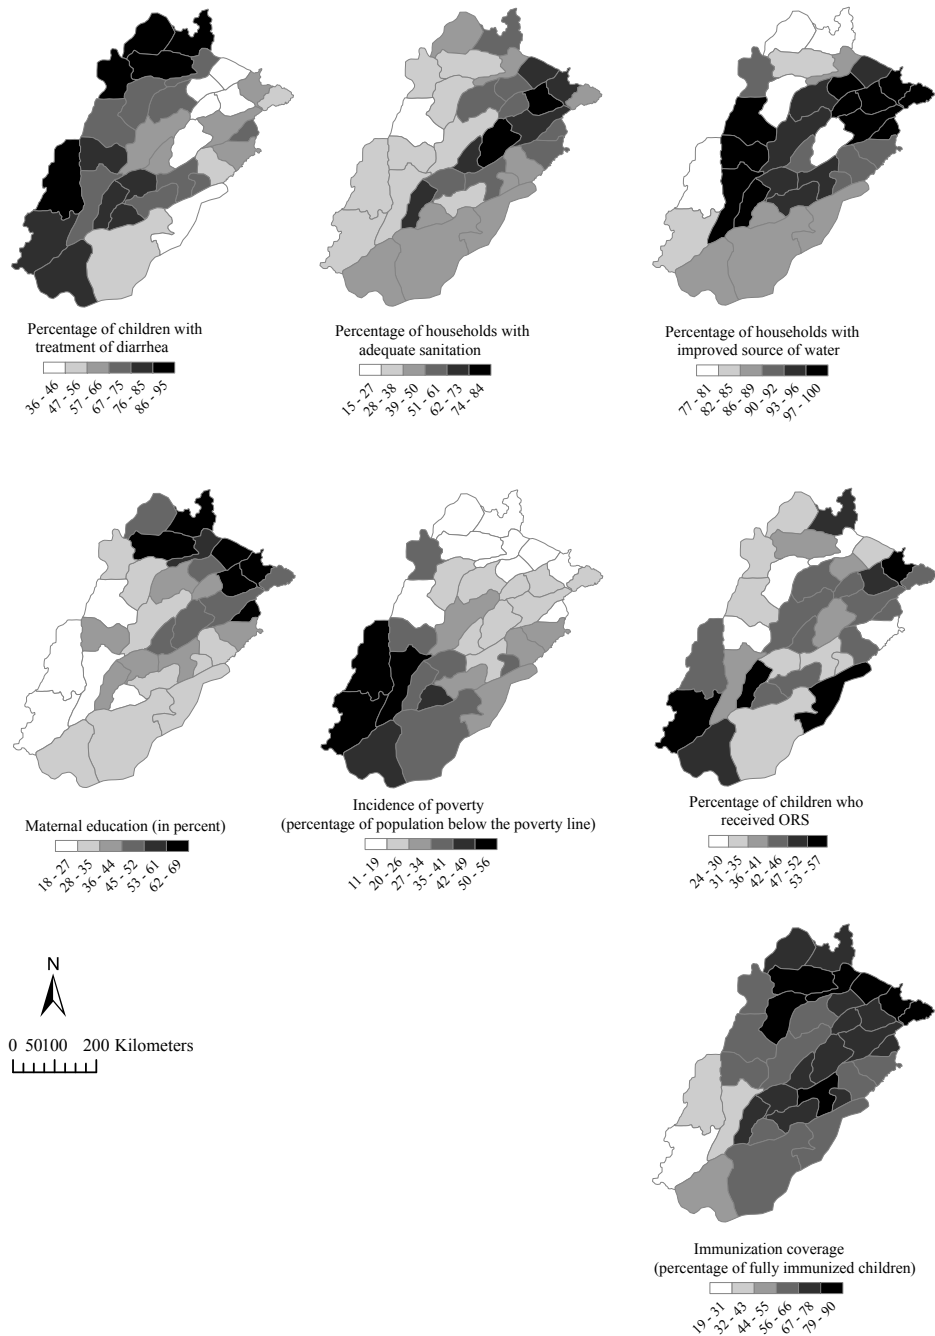 Percentage of children with
treatment of diarrhea
36 - 46
47 - 56
57 - 66
67 - 75
76 - 85
86 - 95
Percentage of households with
adequate sanitation
15 - 27
28 - 38
39 - 50
51 - 61
62 - 73
74 - 84
Percentage of households with
improved source of water
77 - 81
82 - 85
86 - 89
90 - 92
93 - 96
97 - 100
Maternal education (in percent)
18 - 27
28 - 35
36 - 44
45 - 52
53 - 61
62 - 69
Incidence of poverty
(percentage of population below the poverty line)
11 - 19
20 - 26
27 - 34
35 - 41
42 - 49
50 - 56
Percentage of children who
received ORS
24 - 30
31 - 35
36 - 41
42 - 46
47 - 52
53 - 57
N
0 50100 200 Kilometers
Immunization coverage
(percentage of fully immunized children)
19 - 31
32 - 43
44 - 55
56 - 66
67 - 78
79 - 90